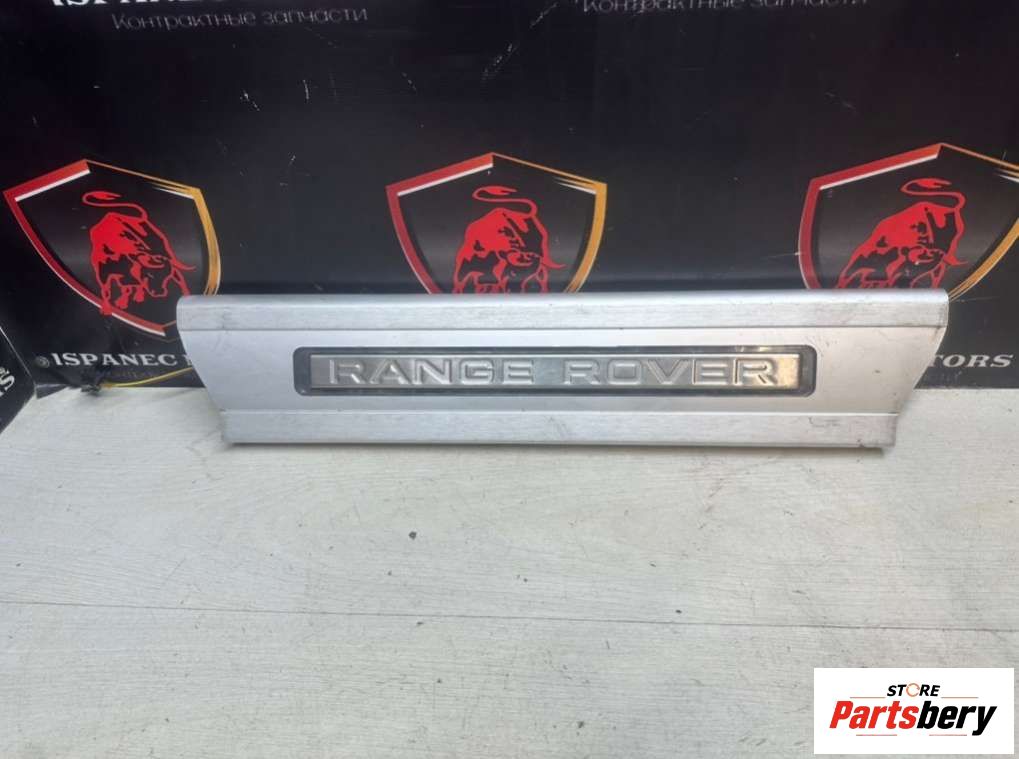 Контрактные запчасти
Контрактные запчасти
RANGE ROVER
ISPANEC
TORS
STORE
Partsbery